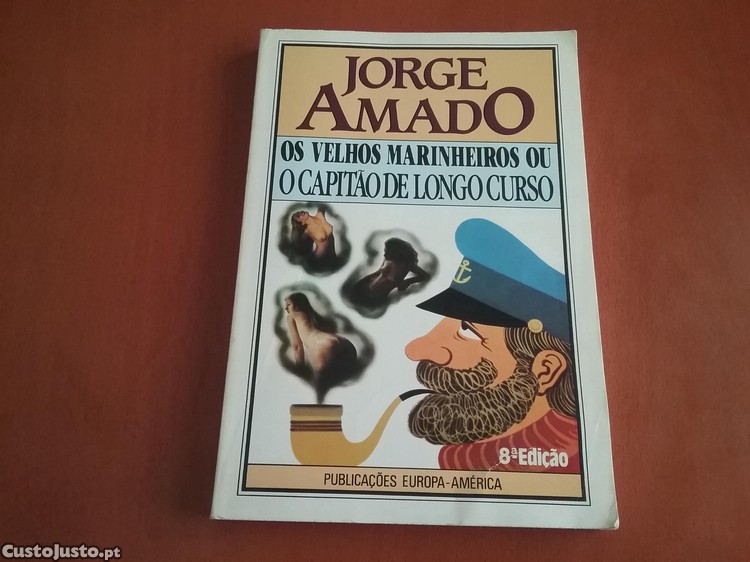 JORGE
AMADO
OS VELHOS MARINHEIROS OU
O CAPITÃO DE LONGO CURSO
8ª Edição
PUBLICAÇÕES EUROPA-AMÉRICA
CustoJusto.pt